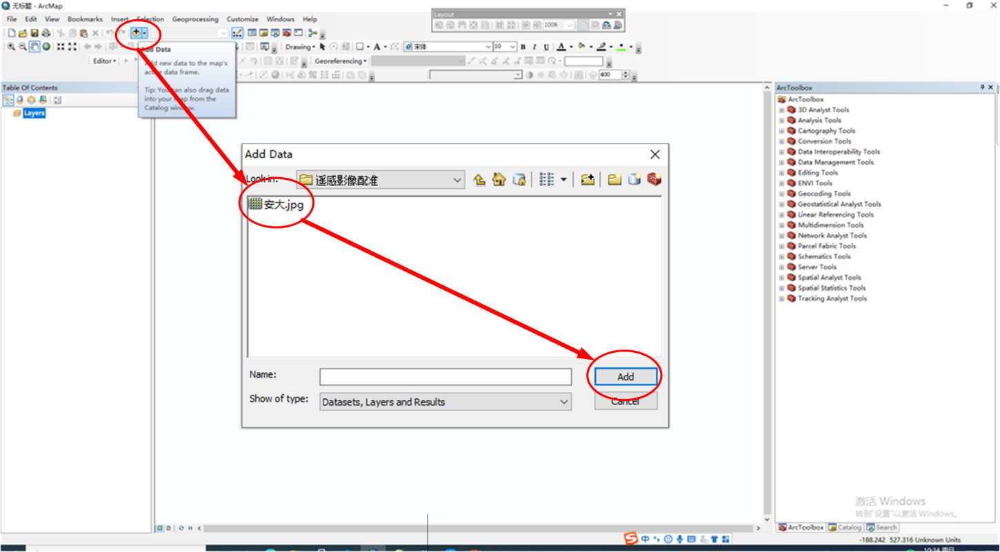 无标题 - ArcMap
File Edit View Bookmarks Insert Selection Geoprocessing Customize Windows Help
Layout
100%
Drawing
宋体
10
B I U A
Editor
Georeferencing
400
Add Data
Add new data to the map's
active data frame.
Tip: You can also drag data
into your map from the
Catalog window.
Table Of Contents
Layers
Add Data
Look in:
遥感影像配准
安大.jpg
Name:
Add
Show of type:
Datasets, Layers and Results
Cancel
ArcToolbox
ArcToolbox
3D Analyst Tools
Analysis Tools
Cartography Tools
Conversion Tools
Data Interoperability Tools
Data Management Tools
Editing Tools
ENVI Tools
Geocoding Tools
Geostatistical Analyst Tools
Linear Referencing Tools
Multidimension Tools
Network Analyst Tools
Parcel Fabric Tools
Schematics Tools
Server Tools
Spatial Analyst Tools
Spatial Statistics Tools
Tracking Analyst Tools
激活 Windows
转到"设置"以激活 Windows。
ArcToolbox Catalog Search
中
-188.242 527.316 Unknown Units